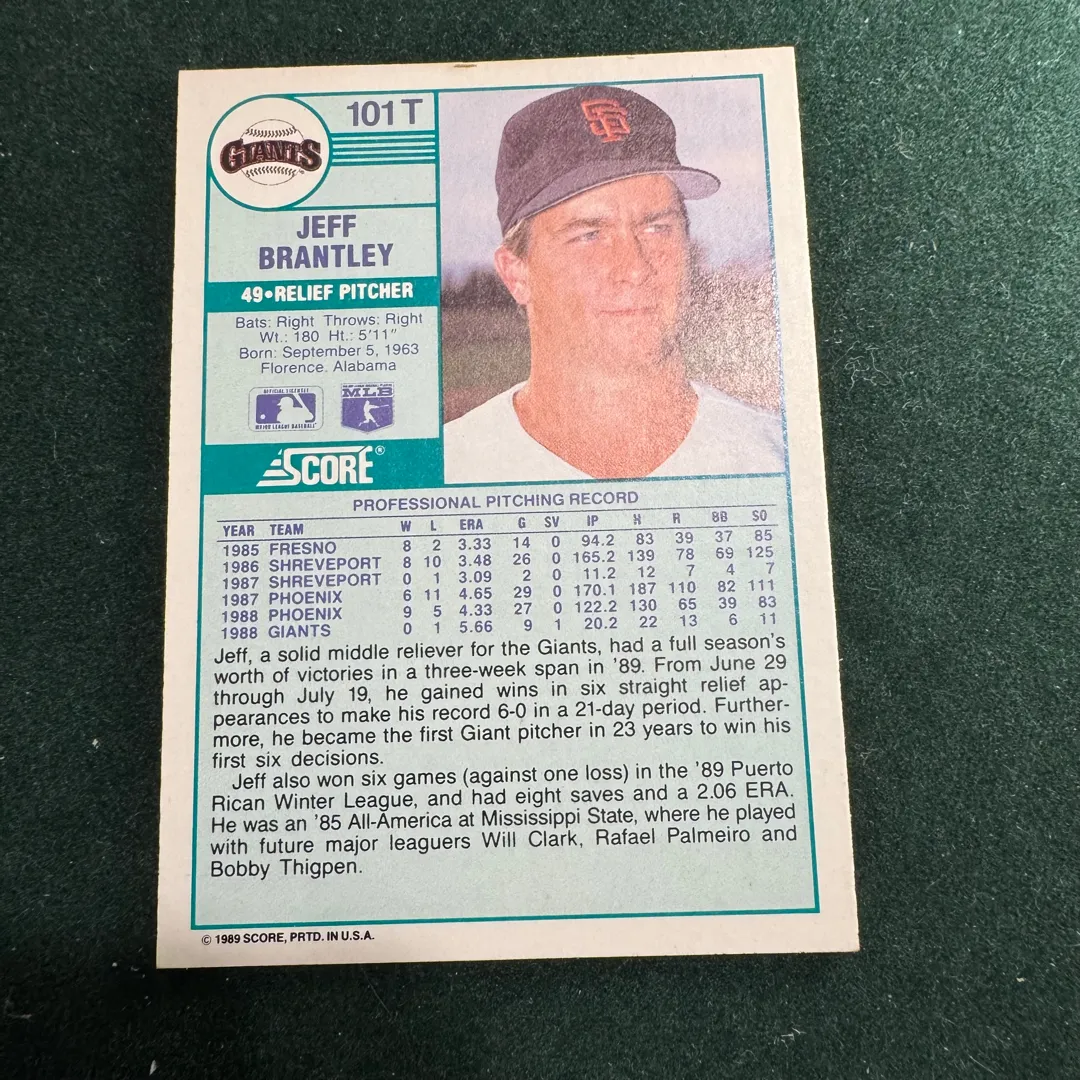 101T
GIANTS
JEFF
BRANTLEY
49•RELIEF PITCHER
Bats: Right Throws: Right
Wt.: 180 Ht.: 5'11"
Born: September 5, 1963
Florence, Alabama
OFFICIAL LICENSEE
MAJOR LEAGUE BASEBALL
MLB
SCORE®
PROFESSIONAL PITCHING RECORD
YEAR TEAM W L ERA G SV IP H R BB SO
1985 FRESNO 8 2 3.33 14 0 94.2 83 39 37 85
1986 SHREVEPORT 8 10 3.48 26 0 165.2 139 78 69 125
1987 SHREVEPORT 0 1 3.09 2 0 11.2 12 7 4 7
1987 PHOENIX 6 11 4.65 29 0 170.1 187 110 82 111
1988 PHOENIX 9 5 4.33 27 0 122.2 130 65 39 83
1988 GIANTS 0 1 5.66 9 1 20.2 22 13 6 11
Jeff, a solid middle reliever for the Giants, had a full season's
worth of victories in a three-week span in '89. From June 29
through July 19, he gained wins in six straight relief ap-
pearances to make his record 6-0 in a 21-day period. Further-
more, he became the first Giant pitcher in 23 years to win his
first six decisions.
Jeff also won six games (against one loss) in the '89 Puerto
Rican Winter League, and had eight saves and a 2.06 ERA.
He was an '85 All-America at Mississippi State, where he played
with future major leaguers Will Clark, Rafael Palmeiro and
Bobby Thigpen.
© 1989 SCORE, PRTD. IN U.S.A.
SF